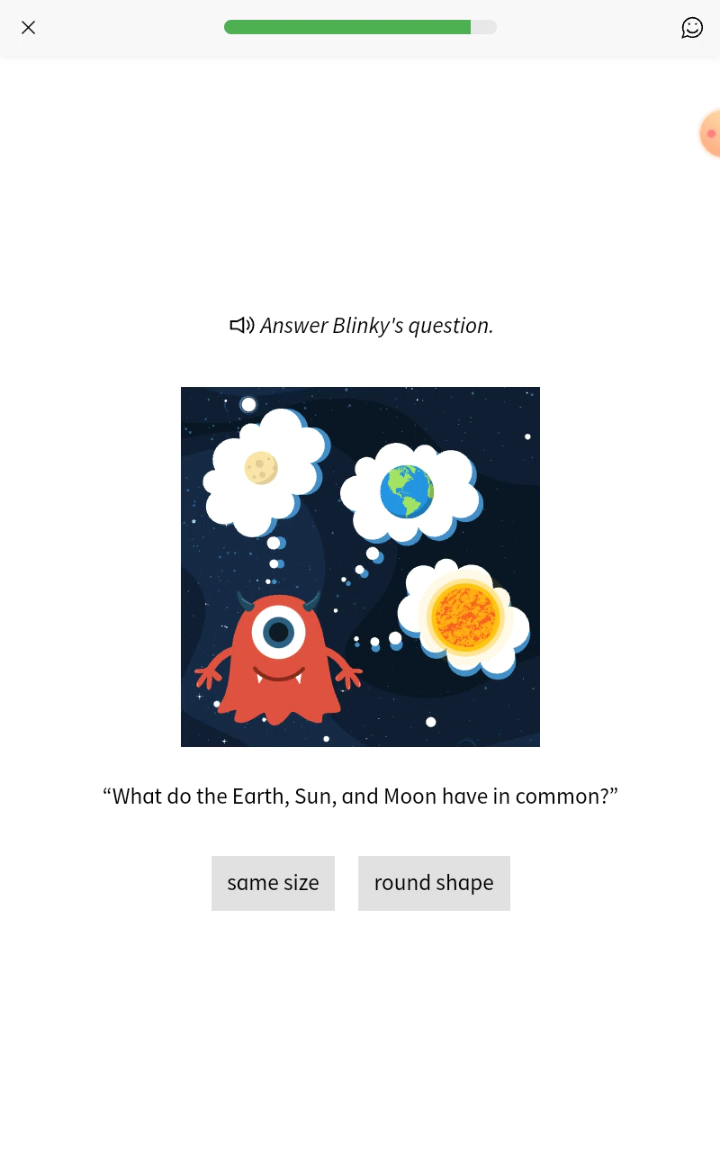 Answer Blinky's question.
“What do the Earth, Sun, and Moon have in common?”
same size
round shape